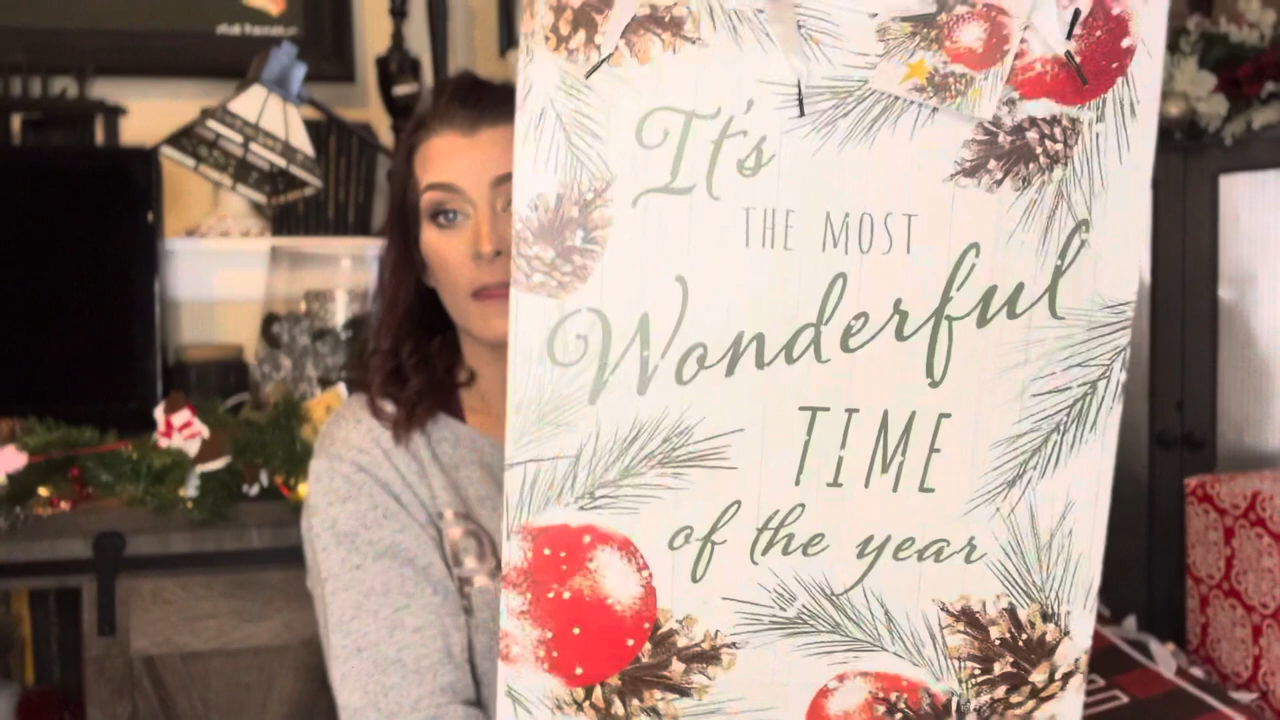 It's
THE MOST
Wonderful
TIME
of the year